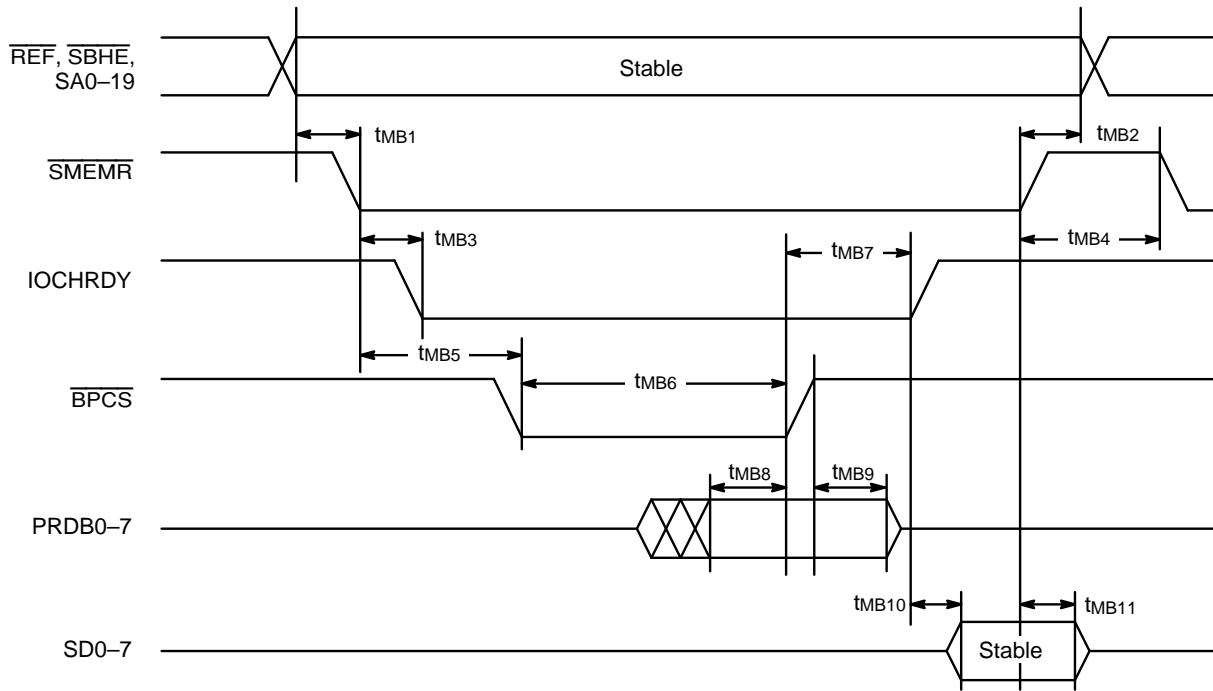 REF, SBHE,
SA0–19
Stable
tMB1
tMB2
SMEMR
tMB3
tMB4
tMB7
IOCHRDY
tMB5
tMB6
BPCS
tMB8
tMB9
PRDB0–7
tMB10
tMB11
SD0–7
Stable